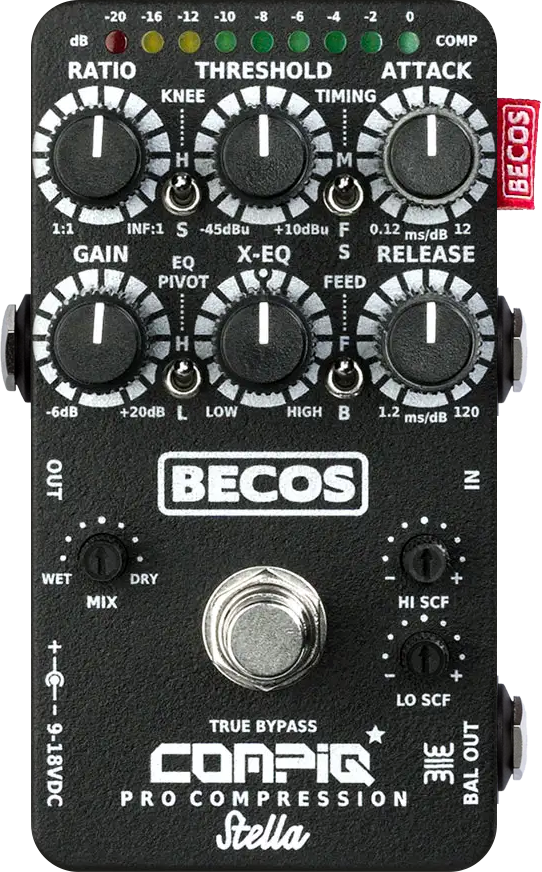 -20 -16 -12 -10 -8 -6 -4 -2 0
dB COMP
RATIO THRESHOLD ATTACK
KNEE TIMING
BECOS
H M
S F
S
1:1 INF:1 -45dBu +10dBu 0.12 ms/dB 12
GAIN X-EQ RELEASE
EQ PIVOT FEED
H F
L B
-6dB +20dB LOW HIGH 1.2 ms/dB 120
OUT BECOS IN
WET DRY
MIX
- +
HI SCF
- +
LO SCF
+ - 9-18VDC
TRUE BYPASS
COMPIQ
PRO COMPRESSION
Stella
BAL OUT